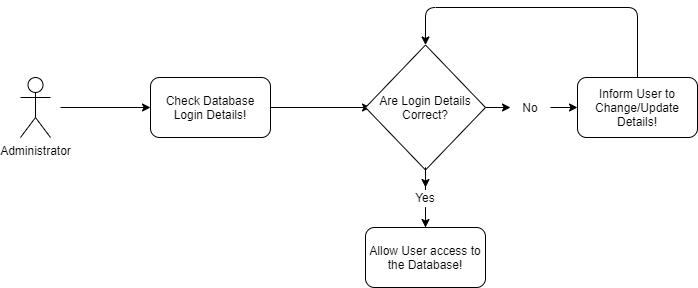 Administrator
Check Database
Login Details!
Are Login Details
Correct?
No
Inform User to
Change/Update
Details!
Yes
Allow User access to
the Database!